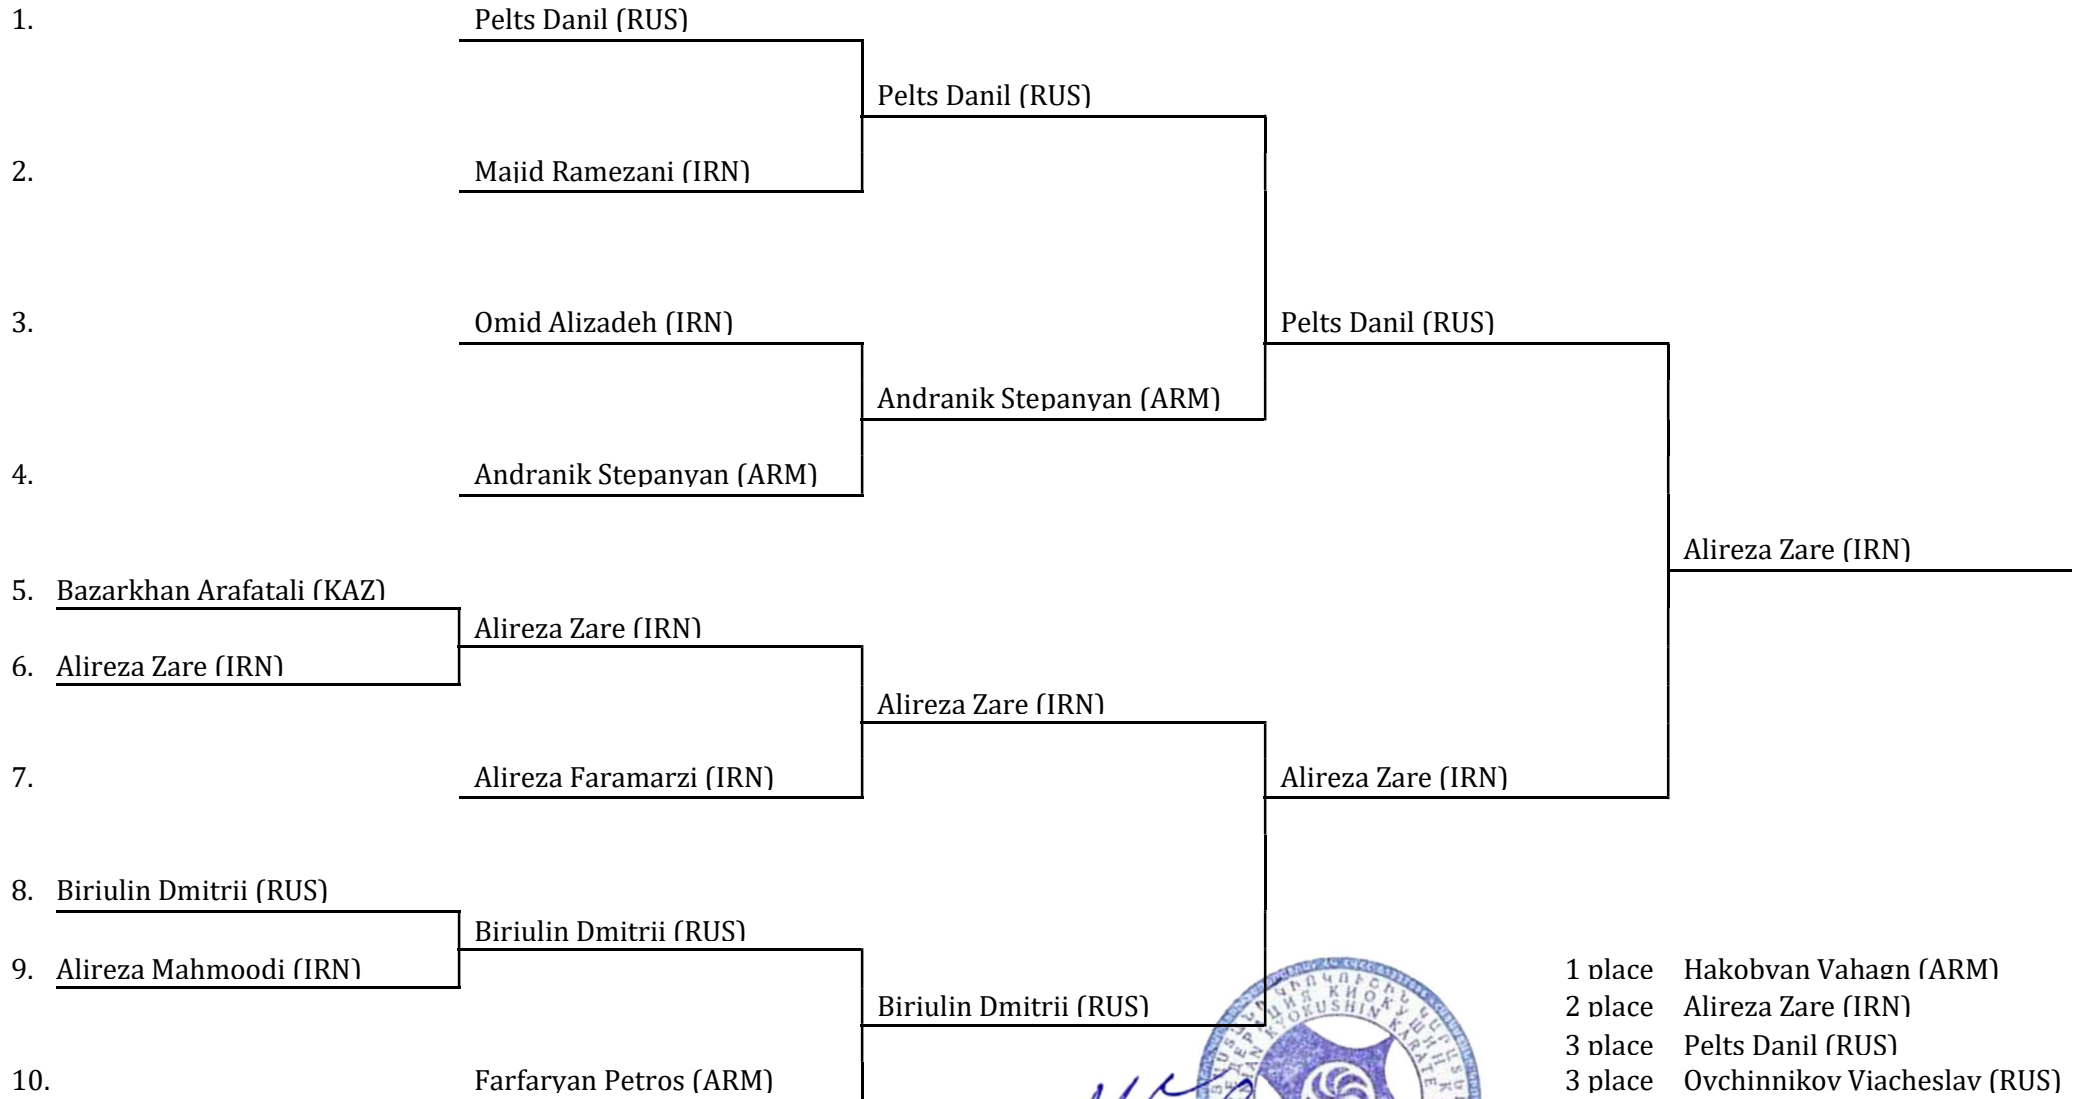 1. Pelts Danil (RUS)
Pelts Danil (RUS)
2. Majid Ramezani (IRN)
3. Omid Alizadeh (IRN)
Pelts Danil (RUS)
Andranik Stepanyan (ARM)
4. Andranik Stepanyan (ARM)
Alireza Zare (IRN)
5. Bazarkhan Arafatali (KAZ)
Alireza Zare (IRN)
6. Alireza Zare (IRN)
Alireza Zare (IRN)
7. Alireza Faramarzi (IRN)
Alireza Zare (IRN)
8. Biriulin Dmitrii (RUS)
Biriulin Dmitrii (RUS)
9. Alireza Mahmoodi (IRN)
1 place Hakobyan Vahagn (ARM)
Biriulin Dmitrii (RUS)
2 place Alireza Zare (IRN)
3 place Pelts Danil (RUS)
10. Farfaryan Petros (ARM)
3 place Ovchinnikov Viacheslav (RUS)
KYOKUSHIN KARATE